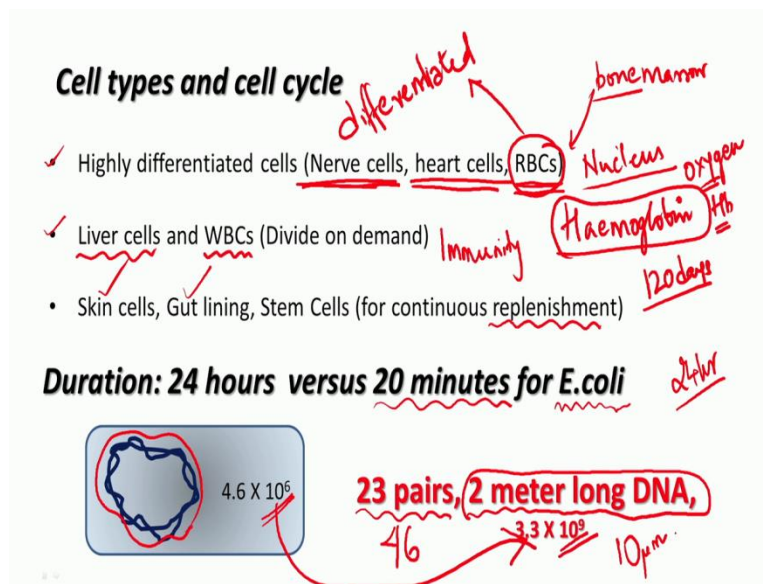 Cell types and cell cycle
differentiated
bone marrow
• Highly differentiated cells (Nerve cells, heart cells, RBCs)
Nucleus
oxygen
Haemoglobin
Hb
• Liver cells and WBCs (Divide on demand)
Immunity
120 days
• Skin cells, Gut lining, Stem Cells (for continuous replenishment)
Duration: 24 hours versus 20 minutes for E.coli
24hr
4.6 X 10⁶
23 pairs, 2 meter long DNA,
46
3.3 X 10⁹
10μm.